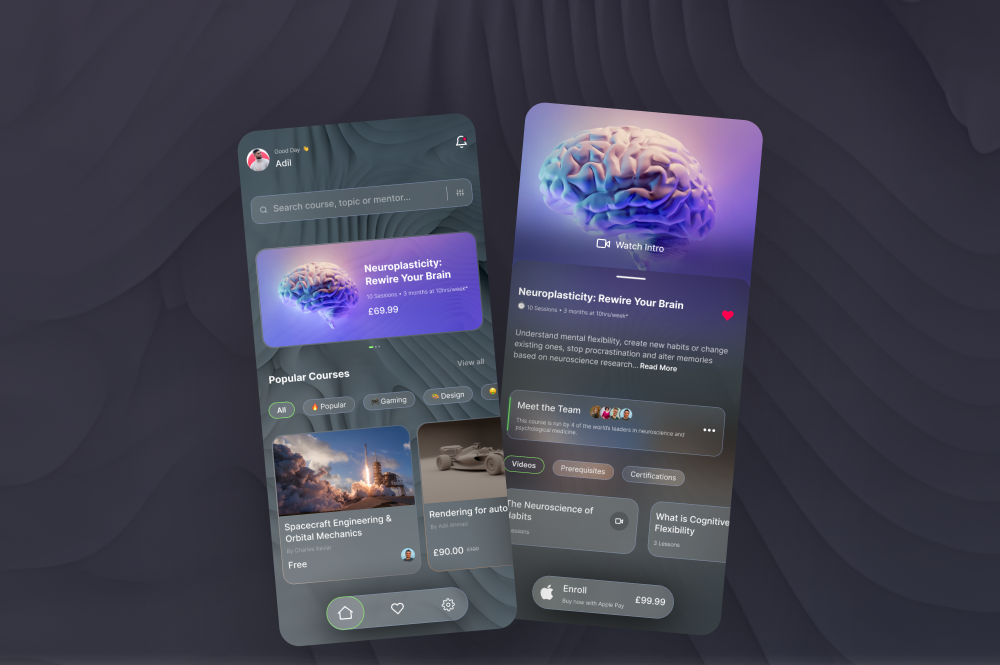 Good Day 👋
Adil
Search course, topic or mentor...
Neuroplasticity:
Rewire Your Brain
10 Sessions • 3 months at 10hrs/week*
£69.99
Popular Courses
View all
All
🔥 Popular
🎮 Gaming
Design
Spacecraft Engineering &
Orbital Mechanics
By Charles Xavier
Free
Rendering for auto
By Adil Ahmad
£90.00
Watch Intro
Neuroplasticity: Rewire Your Brain
10 Sessions • 3 months at 10hrs/week*
Understand mental flexibility, create new habits or change
existing ones, stop procrastination and alter memories
based on neuroscience research... Read More
Meet the Team
This course is run by 4 of the world's leaders in neuroscience and
psychological medicine.
Videos
Prerequisites
Certifications
The Neuroscience of
Habits
What is Cognitive
Flexibility
3 Lessons
Enroll
Buy now with Apple Pay
£99.99